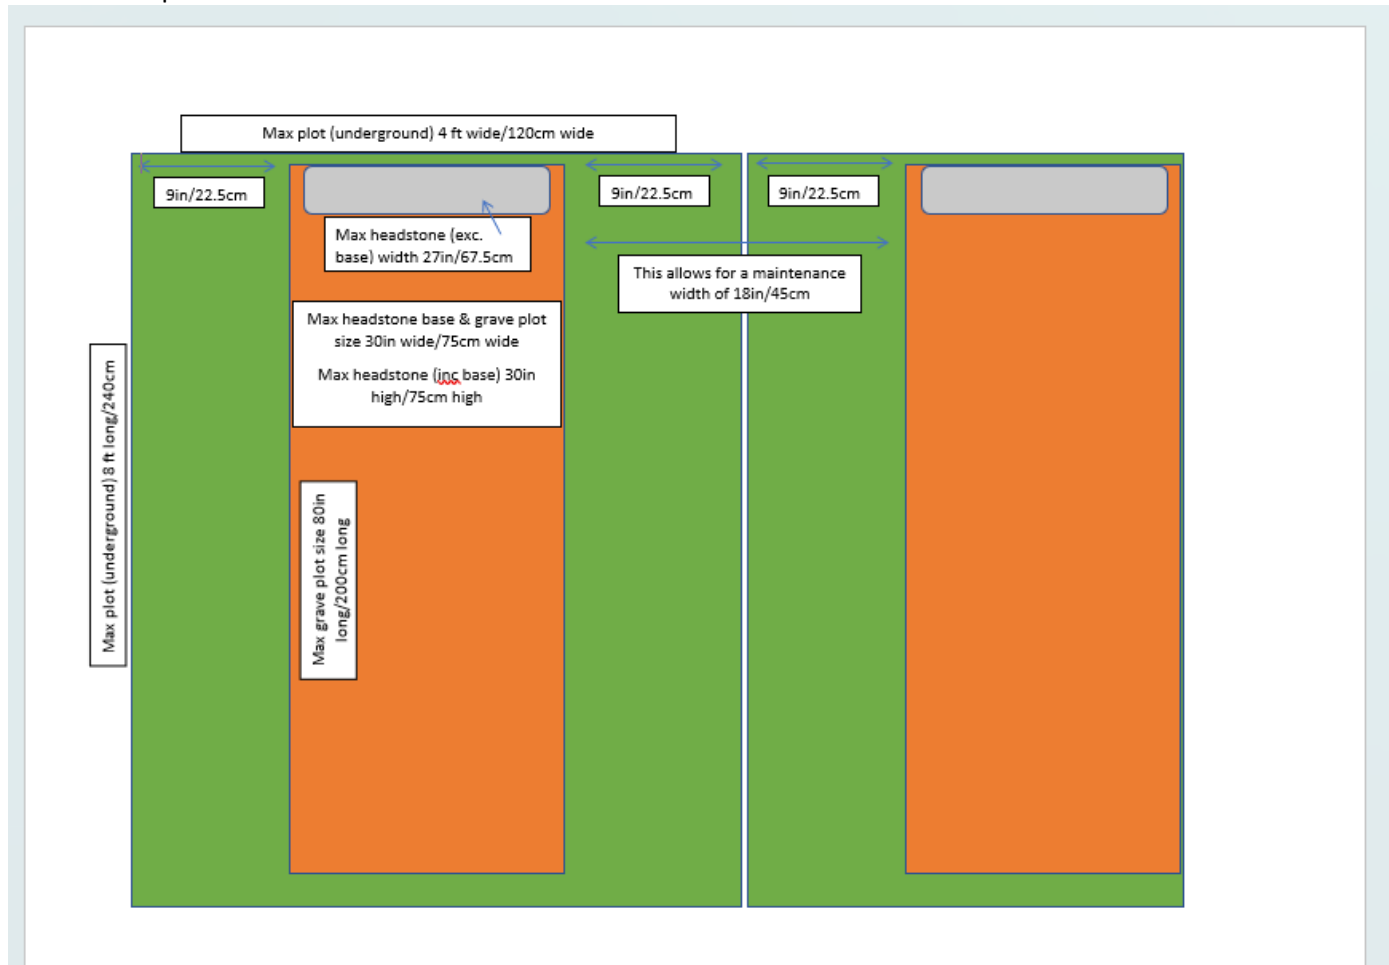 Max plot (underground) 4 ft wide/120cm wide
9in/22.5cm
9in/22.5cm
9in/22.5cm
Max headstone (exc.
base) width 27in/67.5cm
This allows for a maintenance
width of 18in/45cm
Max headstone base & grave plot
size 30in wide/75cm wide
Max headstone (inc base) 30in
high/75cm high
Max plot (underground) 8 ft long/240cm
Max grave plot size 80in
long/200cm long